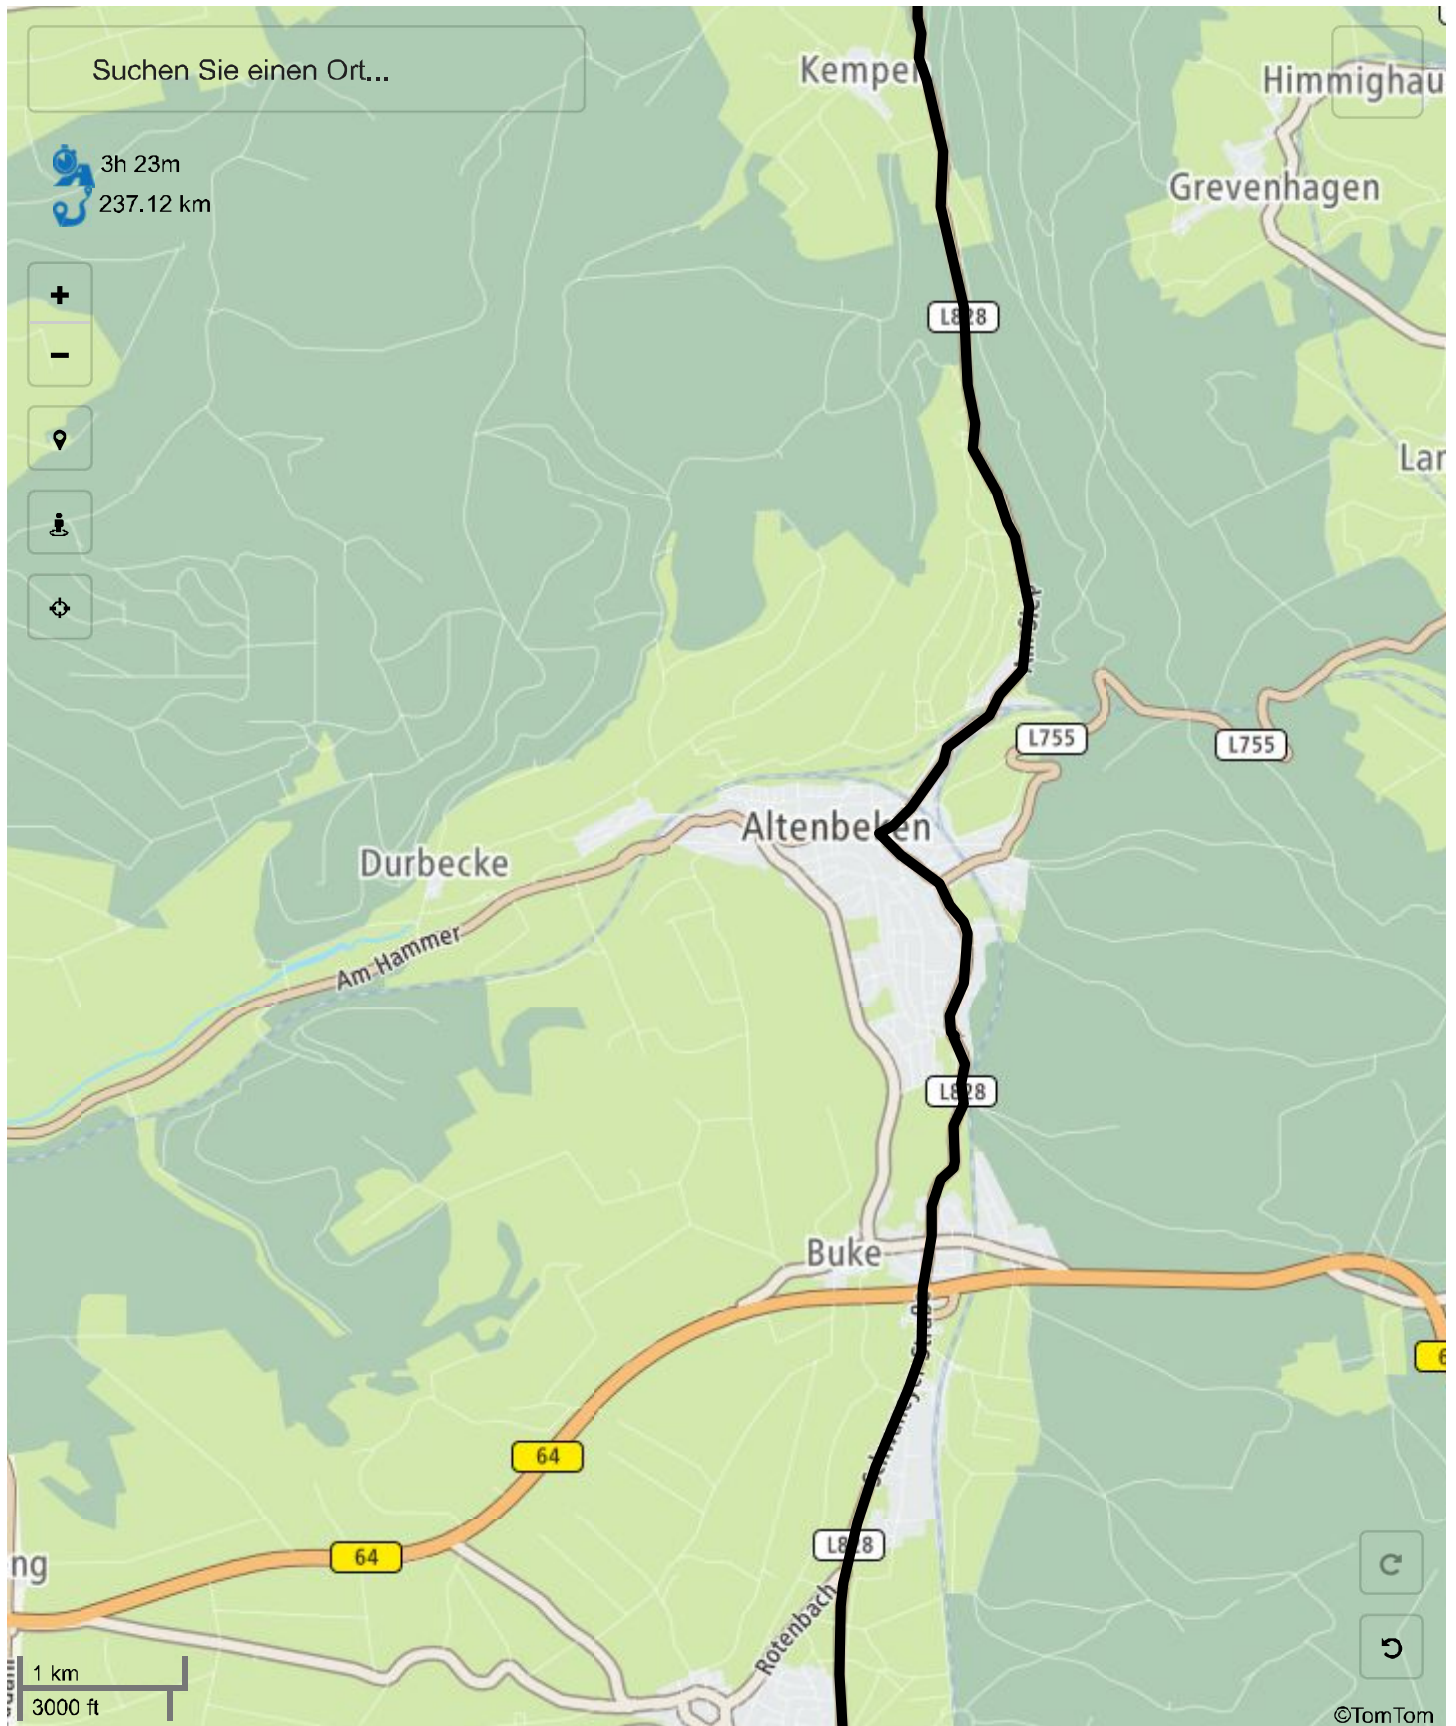 Suchen Sie einen Ort...
Kempen
Himmighau
3h 23m
Grevenhagen
237.12 km
L828
Lar
L755
L755
Altenbeken
Durbecke
Am Hammer
L828
Buke
64
64
L828
ng
Rotenbach
1 km
3000 ft
©TomTom